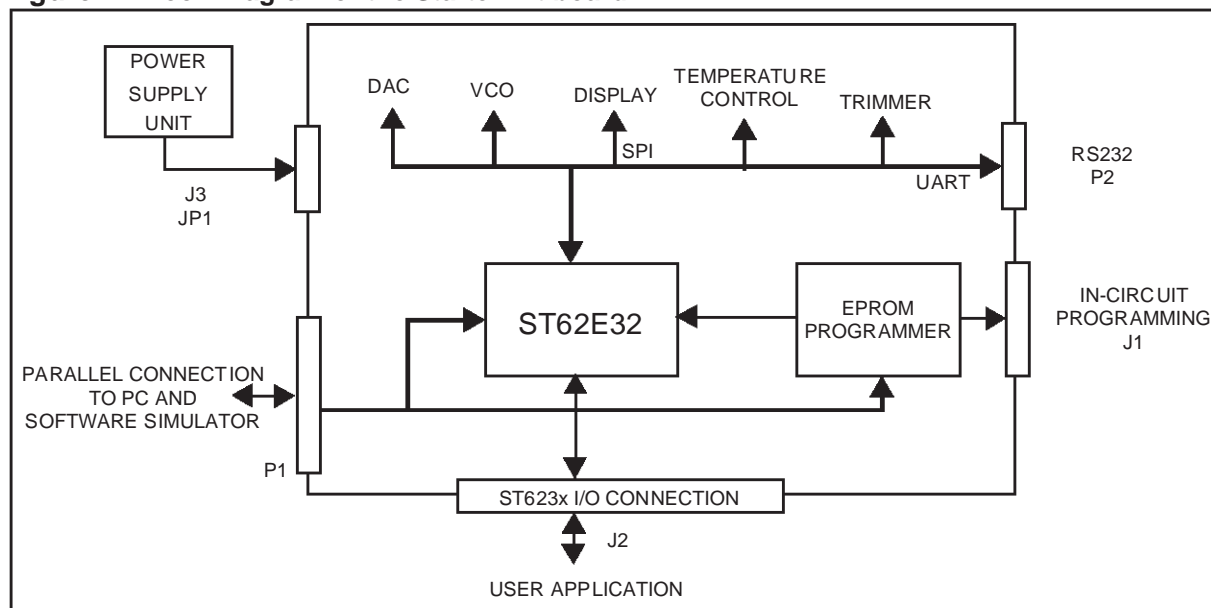 POWER
SUPPLY
UNIT
DAC
VCO
DISPLAY
TEMPERATURE
CONTROL
TRIMMER
SPI
UART
RS232
P2
J3
JP1
ST62E32
EPROM
PROGRAMMER
IN-CIRCUIT
PROGRAMMING
J1
PARALLEL CONNECTION
TO PC AND
SOFTWARE SIMULATOR
P1
ST623x I/O CONNECTION
J2
USER APPLICATION